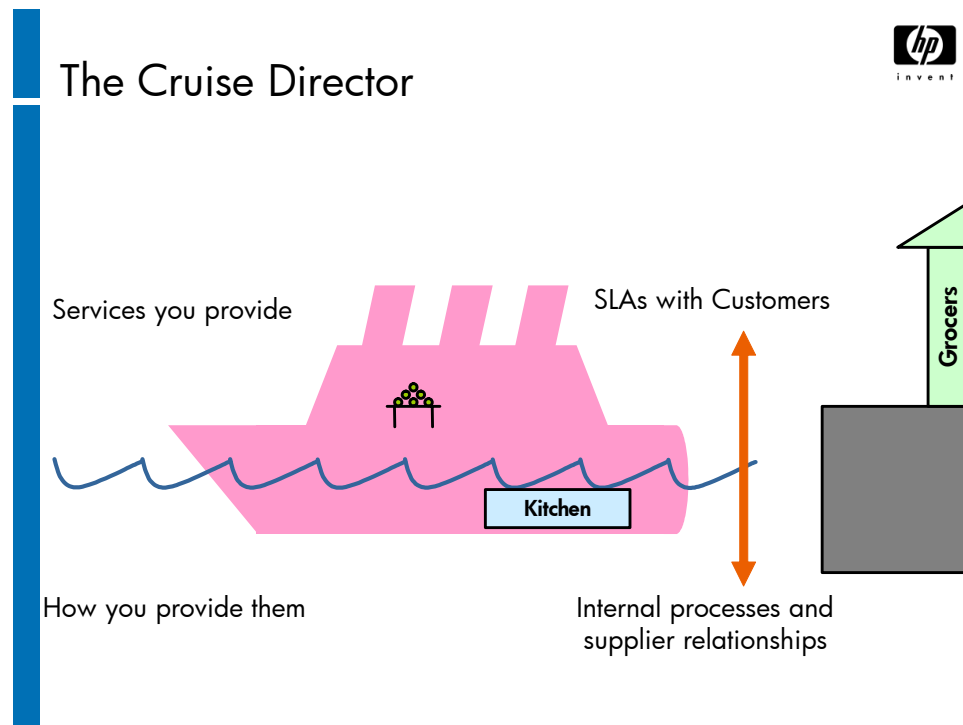 The Cruise Director
hp
invent
Services you provide
SLAs with Customers
Grocers
Kitchen
How you provide them
Internal processes and
supplier relationships